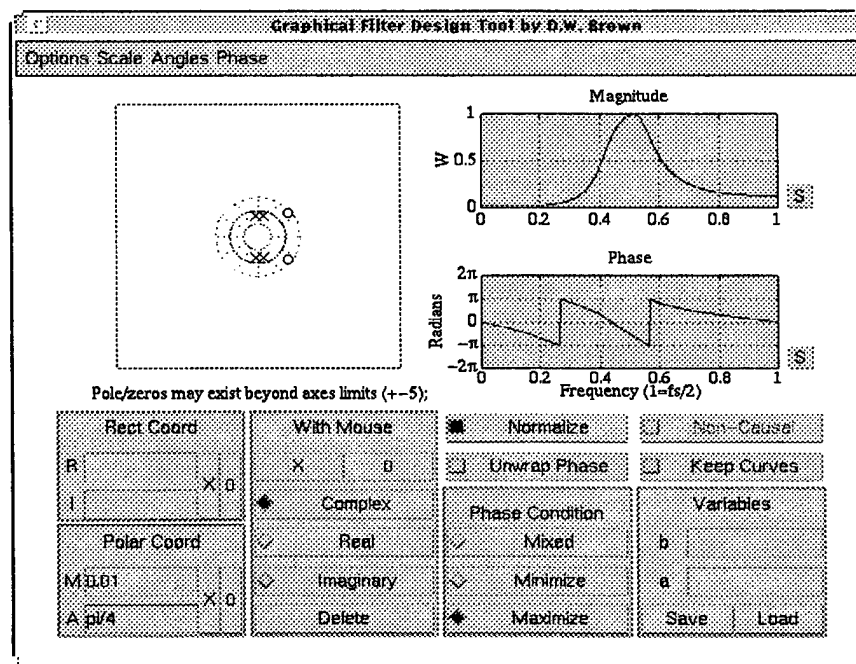 Graphical Filter Design Tool by D.W. Brown
Options Scale Angles Phase
Magnitude
W
1
0.5
0
0 0.2 0.4 0.6 0.8 1
S
Phase
Radians
2π
π
0
−π
−2π
0 0.2 0.4 0.6 0.8 1
S
Frequency (1=fs/2)
Pole/zeros may exist beyond axes limits (+−5);
Rect Coord
R
I
X 0
Polar Coord
M 0.01
A pi/4
X 0
With Mouse
X 0
Complex
Real
Imaginary
Delete
Normalize
Non-Causal
Unwrap Phase
Keep Curves
Phase Condition
Mixed
Minimize
Maximize
Variables
b
a
Save Load